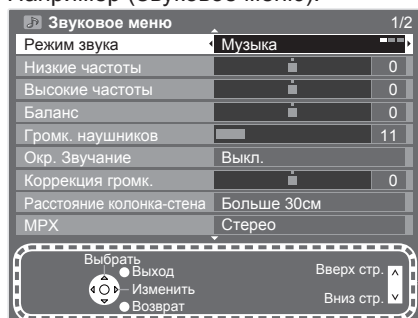 Например (Звуковое меню):
Звуковое меню 1/2
Режим звука Музыка
Низкие частоты 0
Высокие частоты 0
Баланс 0
Громк. наушников 11
Окр. Звучание Выкл.
Коррекция громк. 0
Расстояние колонка-стена Больше 30см
MPX Стерео
Выбрать
Выход
Изменить
Возврат
Вверх стр.
Вниз стр.